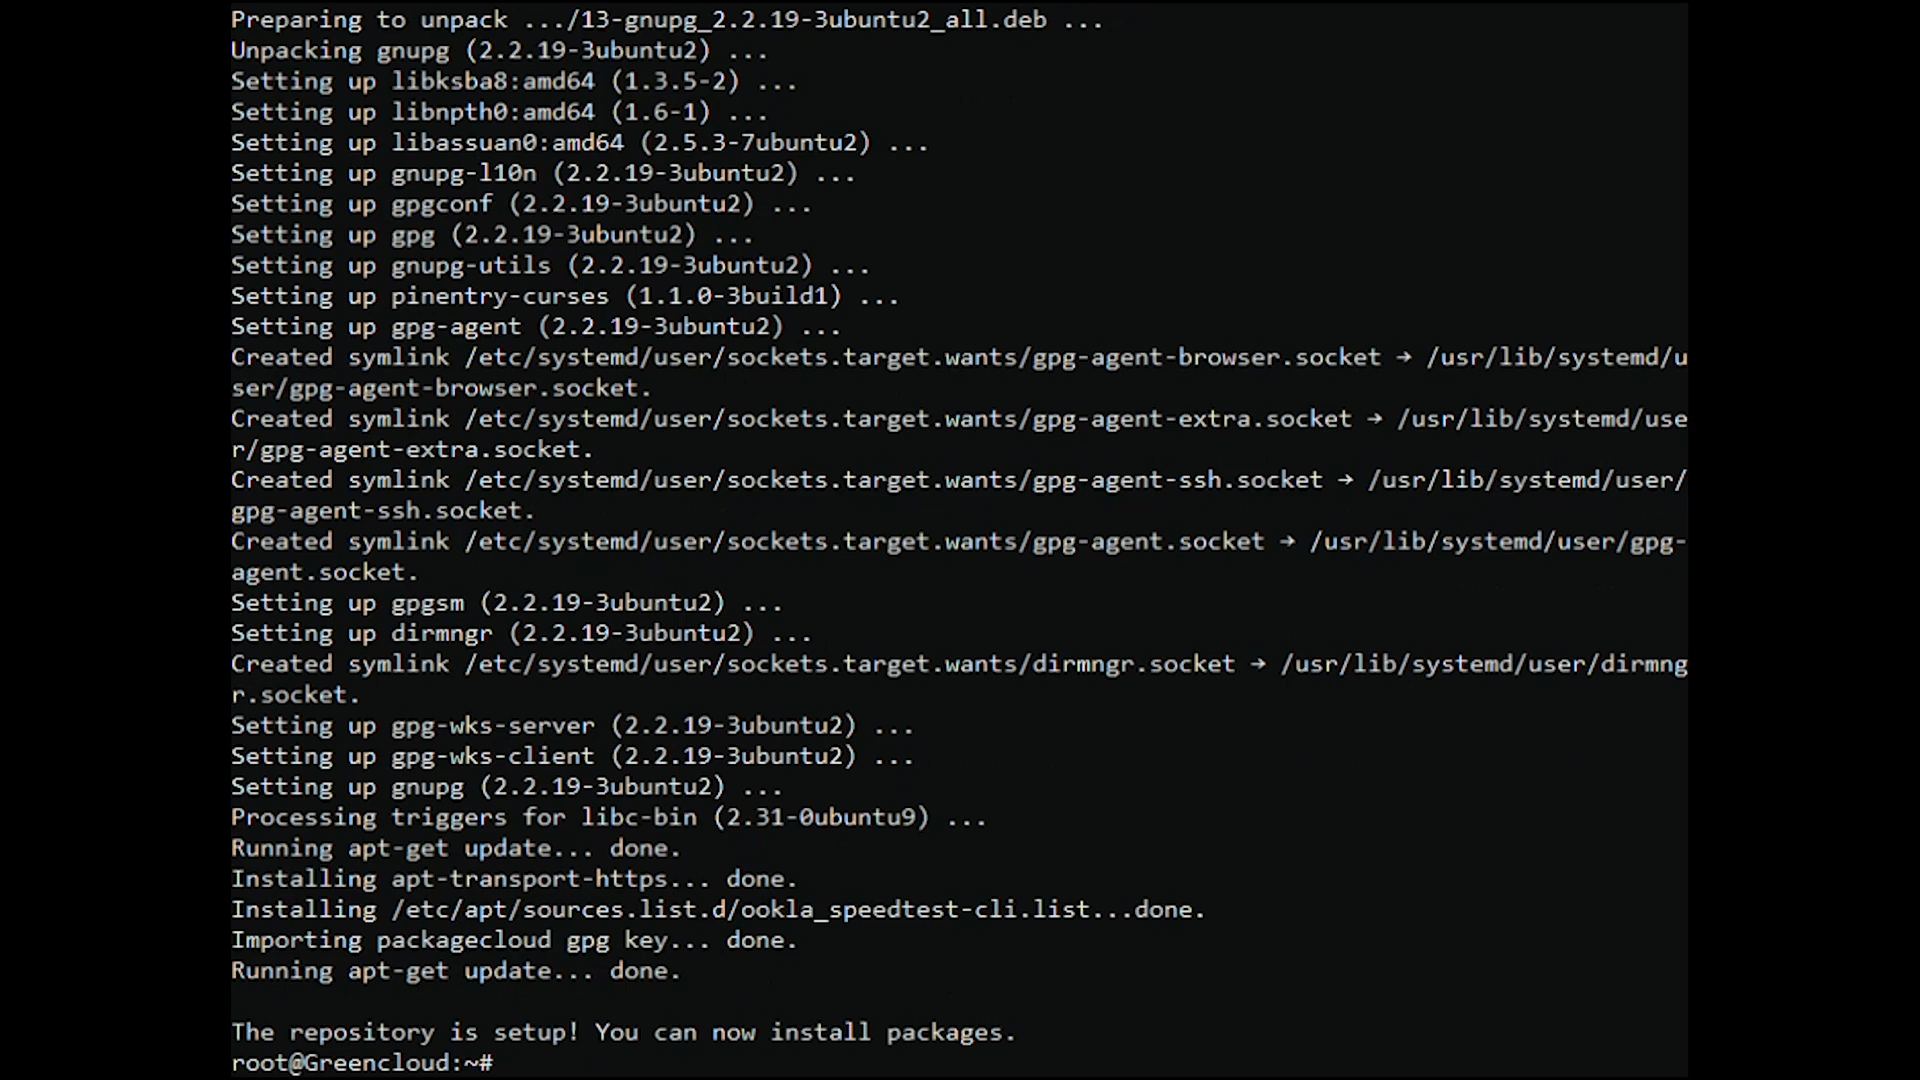 Preparing to unpack .../13-gnupg_2.2.19-3ubuntu2_all.deb ...
Unpacking gnupg (2.2.19-3ubuntu2) ...
Setting up libksba8:amd64 (1.3.5-2) ...
Setting up libnpth0:amd64 (1.6-1) ...
Setting up libassuan0:amd64 (2.5.3-7ubuntu2) ...
Setting up gnupg-l10n (2.2.19-3ubuntu2) ...
Setting up gpgconf (2.2.19-3ubuntu2) ...
Setting up gpg (2.2.19-3ubuntu2) ...
Setting up gnupg-utils (2.2.19-3ubuntu2) ...
Setting up pinentry-curses (1.1.0-3build1) ...
Setting up gpg-agent (2.2.19-3ubuntu2) ...
Created symlink /etc/systemd/user/sockets.target.wants/gpg-agent-browser.socket → /usr/lib/systemd/u
ser/gpg-agent-browser.socket.
Created symlink /etc/systemd/user/sockets.target.wants/gpg-agent-extra.socket → /usr/lib/systemd/use
r/gpg-agent-extra.socket.
Created symlink /etc/systemd/user/sockets.target.wants/gpg-agent-ssh.socket → /usr/lib/systemd/user/
gpg-agent-ssh.socket.
Created symlink /etc/systemd/user/sockets.target.wants/gpg-agent.socket → /usr/lib/systemd/user/gpg-
agent.socket.
Setting up gpgsm (2.2.19-3ubuntu2) ...
Setting up dirmngr (2.2.19-3ubuntu2) ...
Created symlink /etc/systemd/user/sockets.target.wants/dirmngr.socket → /usr/lib/systemd/user/dirmng
r.socket.
Setting up gpg-wks-server (2.2.19-3ubuntu2) ...
Setting up gpg-wks-client (2.2.19-3ubuntu2) ...
Setting up gnupg (2.2.19-3ubuntu2) ...
Processing triggers for libc-bin (2.31-0ubuntu9) ...
Running apt-get update... done.
Installing apt-transport-https... done.
Installing /etc/apt/sources.list.d/ookla_speedtest-cli.list...done.
Importing packagecloud gpg key... done.
Running apt-get update... done.
The repository is setup! You can now install packages.
root@Greencloud:~#